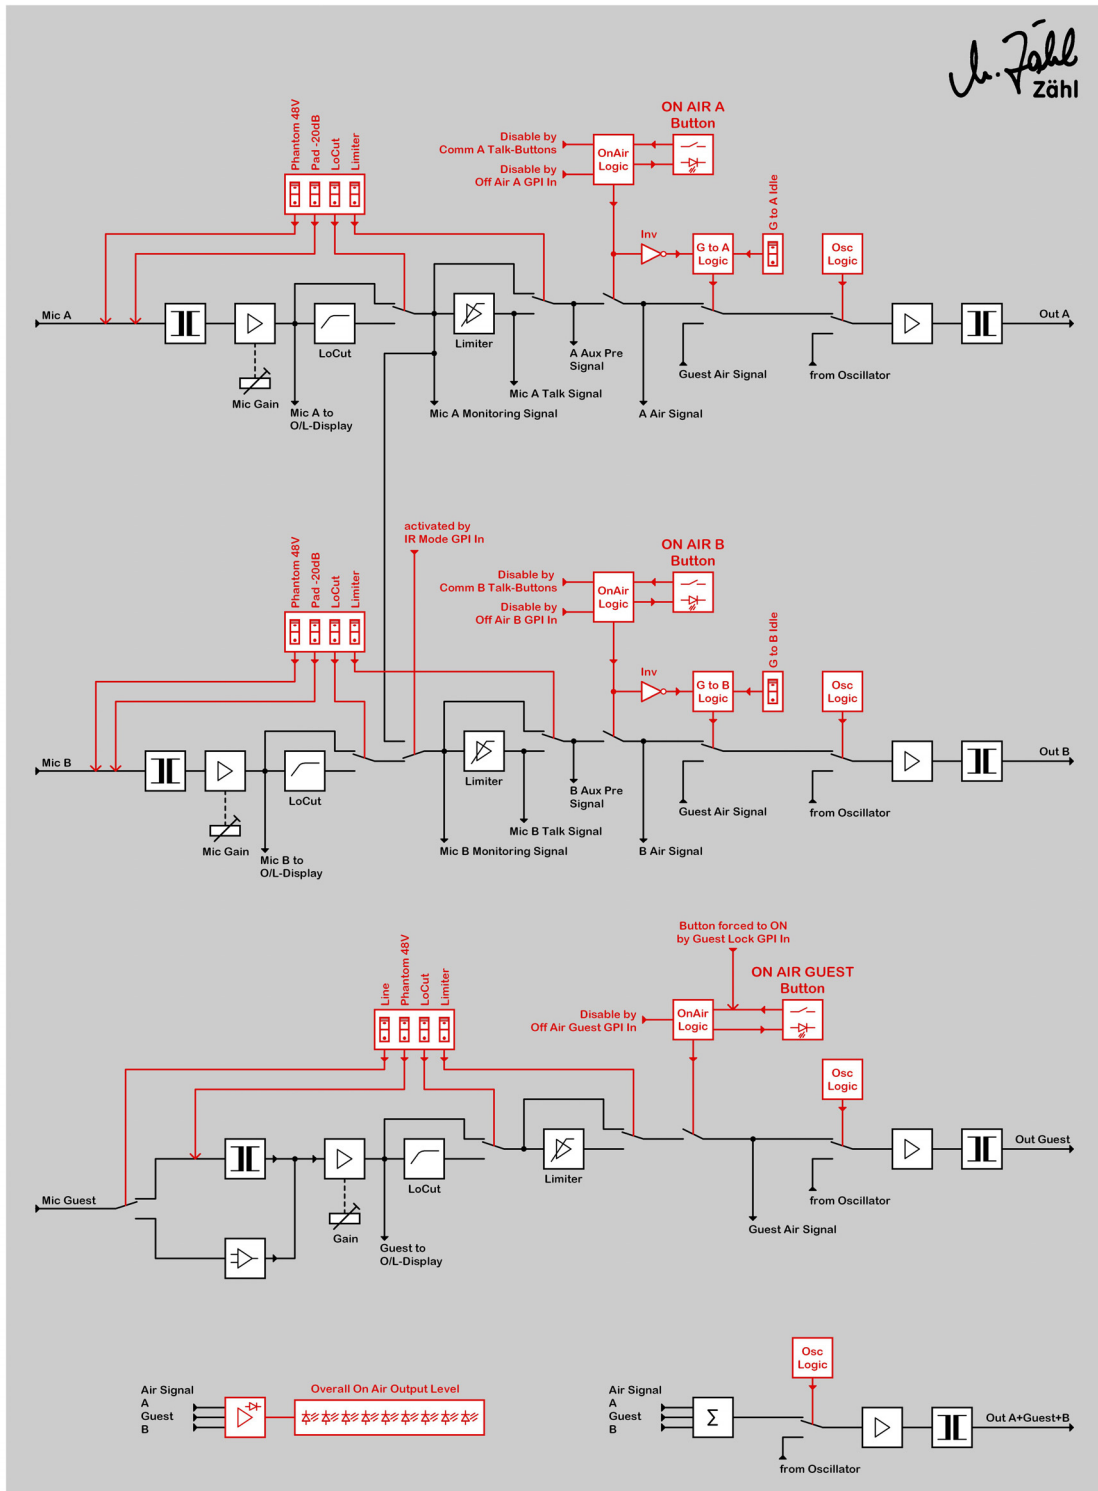 M. Zähl
Zähl
Phantom 48V
Pad -20dB
LoCut
Limiter
ON AIR A
Button
Disable by
Comm A Talk-Buttons
Disable by
Off Air A GPI In
OnAir
Logic
G to A Idle
Inv
G to A
Logic
Osc
Logic
Mic A
Out A
LoCut
Limiter
A Aux Pre
Signal
Guest Air Signal
from Oscillator
Mic Gain
Mic A Talk Signal
Mic A to
O/L-Display
Mic A Monitoring Signal
A Air Signal
activated by
IR Mode GPI In
Phantom 48V
Pad -20dB
LoCut
Limiter
ON AIR B
Button
Disable by
Comm B Talk-Buttons
Disable by
Off Air B GPI In
OnAir
Logic
G to B Idle
Inv
G to B
Logic
Osc
Logic
Mic B
Out B
LoCut
Limiter
B Aux Pre
Signal
Guest Air Signal
from Oscillator
Mic Gain
Mic B Talk Signal
Mic B to
O/L-Display
Mic B Monitoring Signal
B Air Signal
Button forced to ON
by Guest Lock GPI In
Line
Phantom 48V
LoCut
Limiter
ON AIR GUEST
Button
Disable by
Off Air Guest GPI In
OnAir
Logic
Osc
Logic
Mic Guest
Out Guest
LoCut
Limiter
from Oscillator
Gain
Guest to
O/L-Display
Guest Air Signal
Osc
Logic
Air Signal
A
Guest
B
Overall On Air Output Level
Air Signal
A
Guest
B
Σ
Out A+Guest+B
from Oscillator